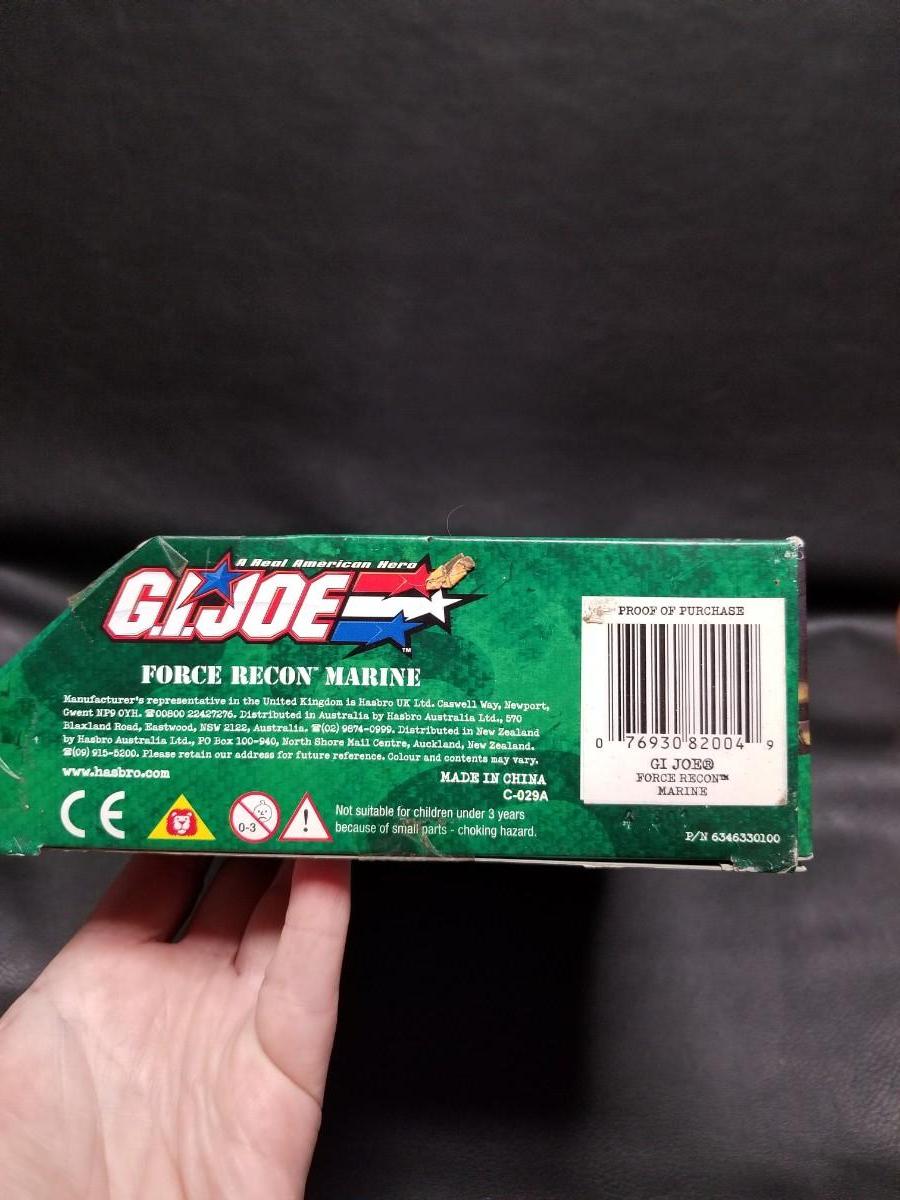 A Real American Hero
G.I.JOE
TM
FORCE RECON™ MARINE
Manufacturer's representative in the United Kingdom is Hasbro UK Ltd. Caswell Way, Newport,
Gwent NP9 0YH. ☎00800 22427276. Distributed in Australia by Hasbro Australia Ltd., 570
Blaxland Road, Eastwood, NSW 2122, Australia. ☎(02) 9874-0999. Distributed in New Zealand
by Hasbro Australia Ltd., PO Box 100-940, North Shore Mail Centre, Auckland, New Zealand.
☎(09) 915-5200. Please retain our address for future reference. Colour and contents may vary.
www.hasbro.com
MADE IN CHINA
C-029A
CE
0-3
!
Not suitable for children under 3 years
because of small parts - choking hazard.
PROOF OF PURCHASE
0 76930 82004 9
GI JOE®
FORCE RECON™
MARINE
P/N 6346330100